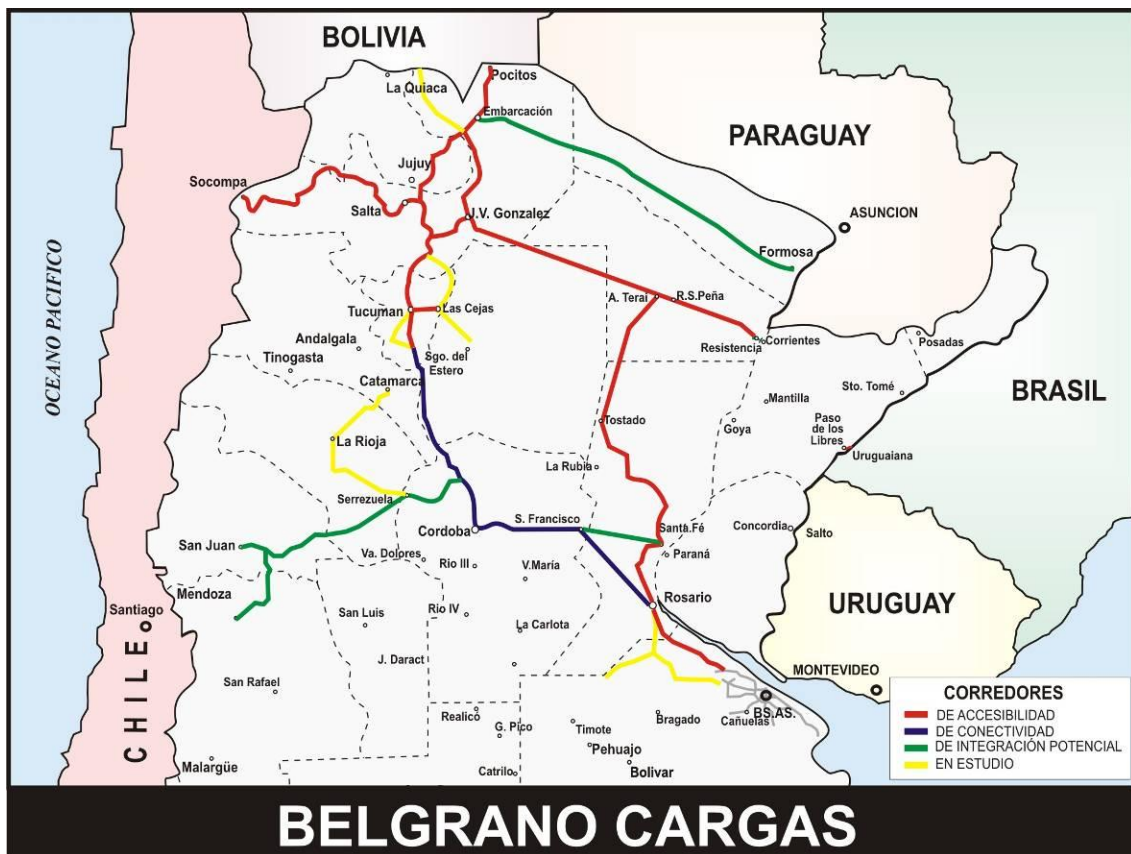 BOLIVIA
Pocitos
La Quiaca
Embarcación
PARAGUAY
Jujuy
Socompa
Salta
J.V. Gonzalez
ASUNCION
Formosa
OCEANO PACIFICO
A. Terai
R.S.Peña
Tucuman
Las Cejas
Resistencia
Corrientes
Posadas
Andalgala
Tinogasta
Sgo. del
Estero
Catamarca
BRASIL
Sto. Tomé
Mantilla
Goya
Paso
de los
Libres
Uruguaiana
Tostado
La Rioja
La Rubia
Serrezuela
Cordoba
S. Francisco
Santa.Fé
Concordia
Salto
San Juan
Va. Dolores
Rio III
V.María
Paraná
Mendoza
Santiago
San Luis
Rio IV
La Carlota
Rosario
URUGUAY
CHILE
J. Daract
MONTEVIDEO
San Rafael
Realicó
G. Pico
Timote
Bragado
Cañuelas
BS.AS.
Pehuajo
Malargüe
Catrilo
Bolivar
CORREDORES
DE ACCESIBILIDAD
DE CONECTIVIDAD
DE INTEGRACIÓN POTENCIAL
EN ESTUDIO
BELGRANO CARGAS